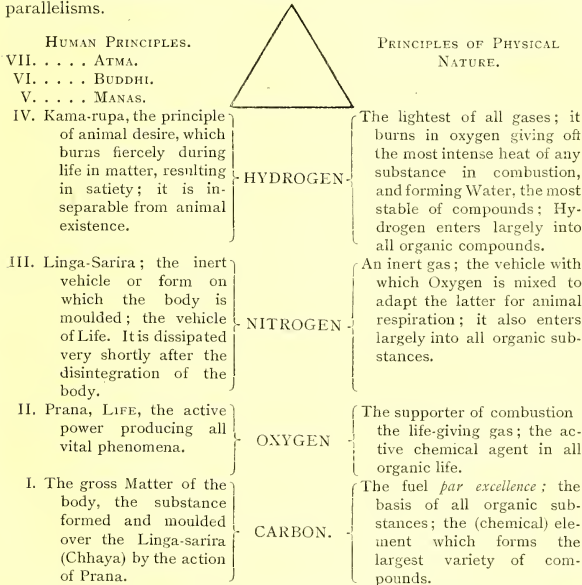 parallelisms.
HUMAN PRINCIPLES.
VII. . . . . ATMA.
VI. . . . . BUDDHI.
V. . . . . MANAS.
IV. Kama-rupa, the principle
of animal desire, which
burns fiercely during
life in matter, resulting
in satiety; it is in-
separable from animal
existence.
III. Linga-Sarira; the inert
vehicle or form on
which the body is
moulded; the vehicle
of Life. It is dissipated
very shortly after the
disintegration of the
body.
II. Prana, LIFE, the active
power producing all
vital phenomena.
I. The gross Matter of the
body, the substance
formed and moulded
over the Linga-sarira
(Chhaya) by the action
of Prana.
HYDROGEN
NITROGEN
OXYGEN
CARBON.
PRINCIPLES OF PHYSICAL
NATURE.
The lightest of all gases; it
burns in oxygen giving off
the most intense heat of any
substance in combustion,
and forming Water, the most
stable of compounds; Hy-
drogen enters largely into
all organic compounds.
An inert gas; the vehicle with
which Oxygen is mixed to
adapt the latter for animal
respiration; it also enters
largely into all organic sub-
stances.
The supporter of combustion
the life-giving gas; the ac-
tive chemical agent in all
organic life.
The fuel par excellence; the
basis of all organic sub-
stances; the (chemical) ele-
ment which forms the
largest variety of com-
pounds.